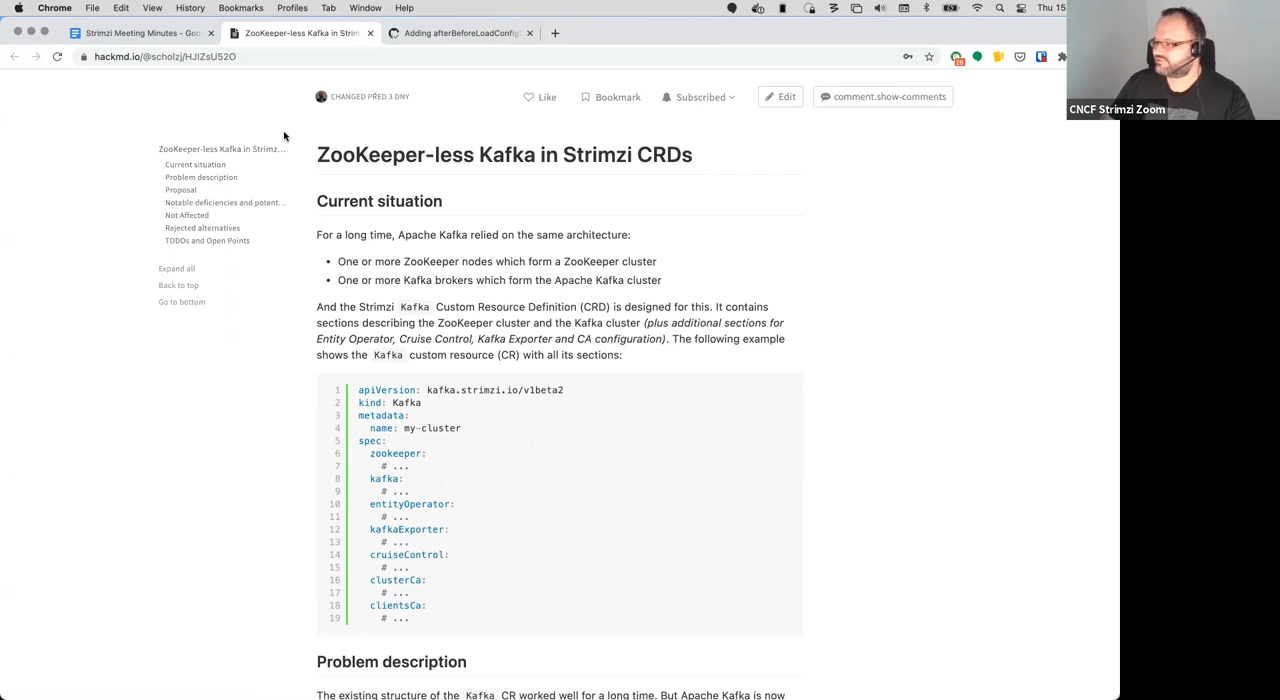 Chrome File Edit View History Bookmarks Profiles Tab Window Help Thu 15
Strimzi Meeting Minutes - Goo ZooKeeper-less Kafka in Strim Adding afterBeforeLoadConfig
hackmd.io/@scholzj/HJIZsU52O
26
CNCF Strimzi Zoom
CHANGED PŘED 3 DNY Like Bookmark Subscribed Edit comment.show-comments
ZooKeeper-less Kafka in Strimz...
Current situation
Problem description
Proposal
Notable deficiencies and potent...
Not Affected
Rejected alternatives
TODOs and Open Points
Expand all
Back to top
Go to bottom
ZooKeeper-less Kafka in Strimzi CRDs
Current situation
For a long time, Apache Kafka relied on the same architecture:
• One or more ZooKeeper nodes which form a ZooKeeper cluster
• One or more Kafka brokers which form the Apache Kafka cluster
And the Strimzi Kafka Custom Resource Definition (CRD) is designed for this. It contains
sections describing the ZooKeeper cluster and the Kafka cluster (plus additional sections for
Entity Operator, Cruise Control, Kafka Exporter and CA configuration). The following example
shows the Kafka custom resource (CR) with all its sections:
1 apiVersion: kafka.strimzi.io/v1beta2
2 kind: Kafka
3 metadata:
4 name: my-cluster
5 spec:
6 zookeeper:
7 # ...
8 kafka:
9 # ...
10 entityOperator:
11 # ...
12 kafkaExporter:
13 # ...
14 cruiseControl:
15 # ...
16 clusterCa:
17 # ...
18 clientsCa:
19 # ...
Problem description
The existing structure of the Kafka CR worked well for a long time. But Apache Kafka is now